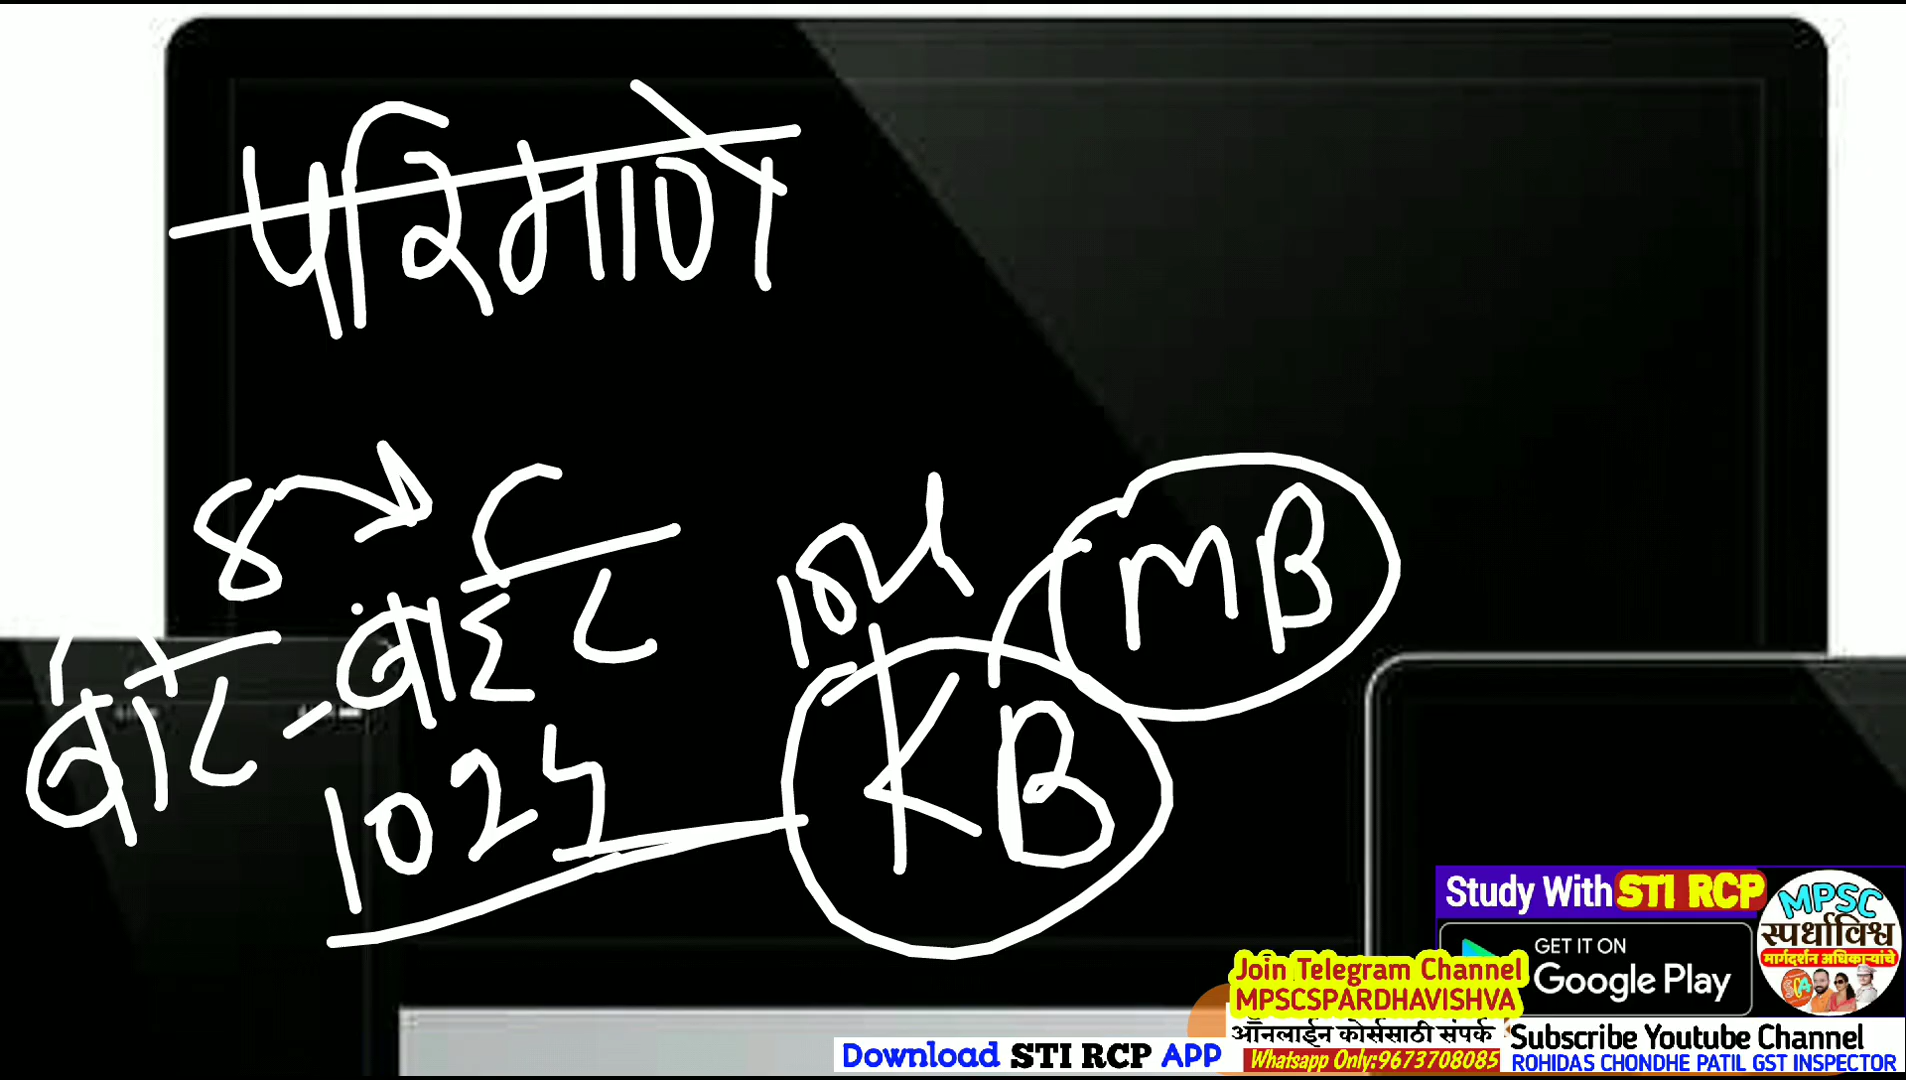 परिमाणे
8
बीट - बाईट
1024
1024
KB
MB
Study With STI RCP
GET IT ON
Google Play
MPSC
स्पर्धाविश्व
मार्गदर्शन अधिकाऱ्यांचे
Join Telegram Channel
MPSCSPARDHAVISHVA
ऑनलाईन कोर्ससाठी संपर्क
Whatsapp Only:9673708085
Download STI RCP APP
Subscribe Youtube Channel
ROHIDAS CHONDHE PATIL GST INSPECTOR